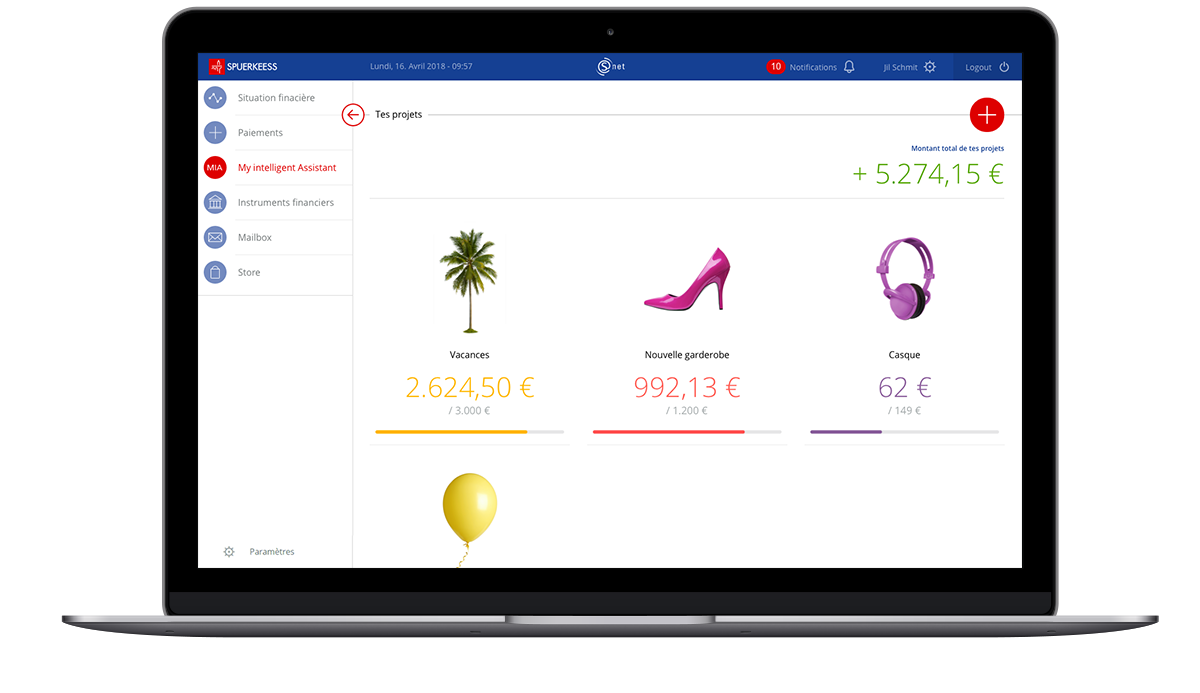 SPUERKEESS
Lundi, 16. Avril 2018 - 09:57
S net
10 Notifications
Jil Schmit
Logout
Situation finacière
Paiements
MIA My intelligent Assistant
Instruments financiers
Mailbox
Store
Paramètres
Tes projets
Montant total de tes projets
+ 5.274,15 €
Vacances
2.624,50 €
/ 3.000 €
Nouvelle garderobe
992,13 €
/ 1.200 €
Casque
62 €
/ 149 €